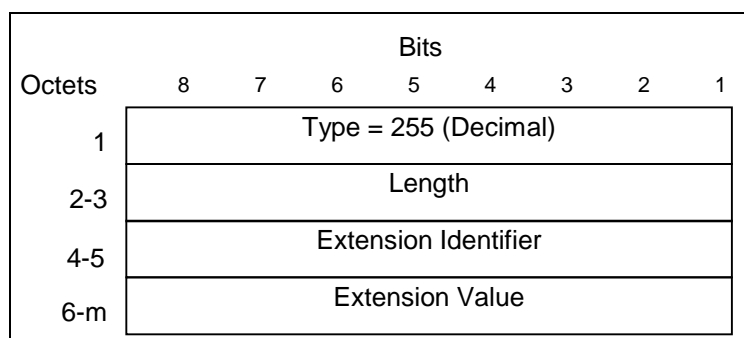 Bits
Octets 8 7 6 5 4 3 2 1
1 Type = 255 (Decimal)
2-3 Length
4-5 Extension Identifier
6-m Extension Value